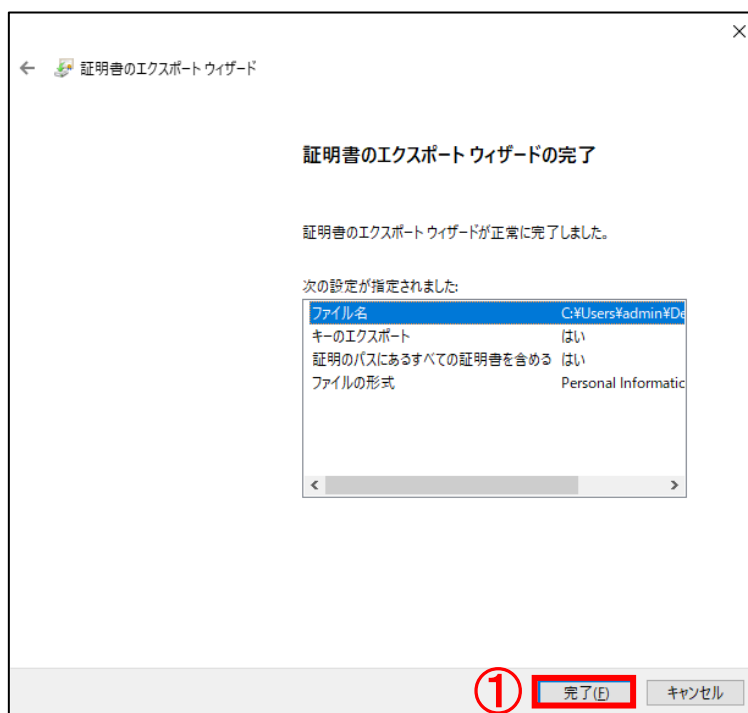 証明書のエクスポート ウィザード
証明書のエクスポート ウィザードの完了
証明書のエクスポート ウィザードが正常に完了しました。
次の設定が指定されました:
ファイル名 C:¥Users¥admin¥De
キーのエクスポート はい
証明のパスにあるすべての証明書を含める はい
ファイルの形式 Personal Informatic
① 完了(F) キャンセル